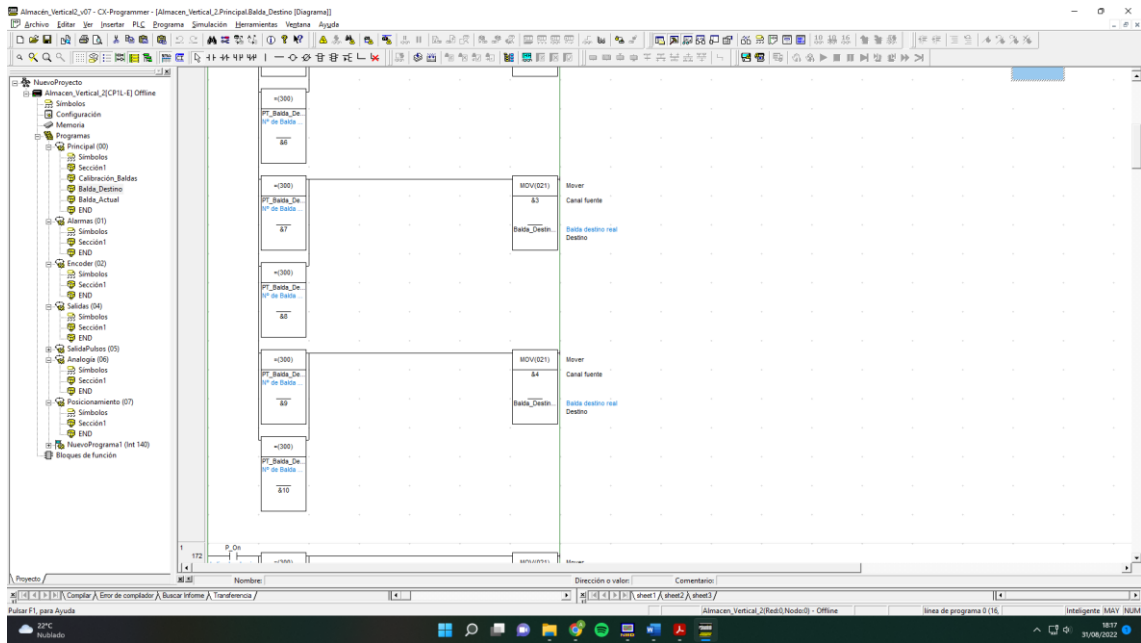 Almacen_Vertical2_v07 - CX-Programmer - [Almacen_Vertical_2.Principal.Balda_Destino [Diagrama]]
Archivo Editar Ver Insertar PLC Programa Simulación Herramientas Ventana Ayuda
NuevoProyecto
Almacen_Vertical_2[CP1L-E] Offline
Símbolos
Configuración
Memoria
Programas
Principal (00)
Símbolos
Sección1
Calibración_Baldas
Balda_Destino
Balda_Actual
END
Alarmas (01)
Símbolos
Sección1
END
Encoder (02)
Símbolos
Sección1
END
Salidas (04)
Símbolos
Sección1
END
SalidaPulsos (05)
Analogía (06)
Símbolos
Sección1
END
Posicionamiento (07)
Símbolos
Sección1
END
NuevoPrograma1 (Int 140)
Bloques de función
Proyecto
=(300)
PT_Balda_De...
Nº de Balda ...
&6
=(300)
PT_Balda_De...
Nº de Balda ...
&7
MOV(021) Mover
&3 Canal fuente
Balda_Destin... Balda destino real
Destino
=(300)
PT_Balda_De...
Nº de Balda ...
&8
=(300)
PT_Balda_De...
Nº de Balda ...
&9
MOV(021) Mover
&4 Canal fuente
Balda_Destin... Balda destino real
Destino
=(300)
PT_Balda_De...
Nº de Balda ...
&10
1
172
P_On
=(300) MOV(021) Mover
Nombre: Dirección o valor: Comentario:
Compilar Error de compilador Buscar Informe Transferencia
sheet1 sheet2 sheet3
Pulsar F1, para Ayuda
Almacen_Vertical_2(Red:0,Nodo:0) - Offline
línea de programa 0 (16,
Inteligente MAY NUM
22°C
Nublado
18:17
31/08/2022